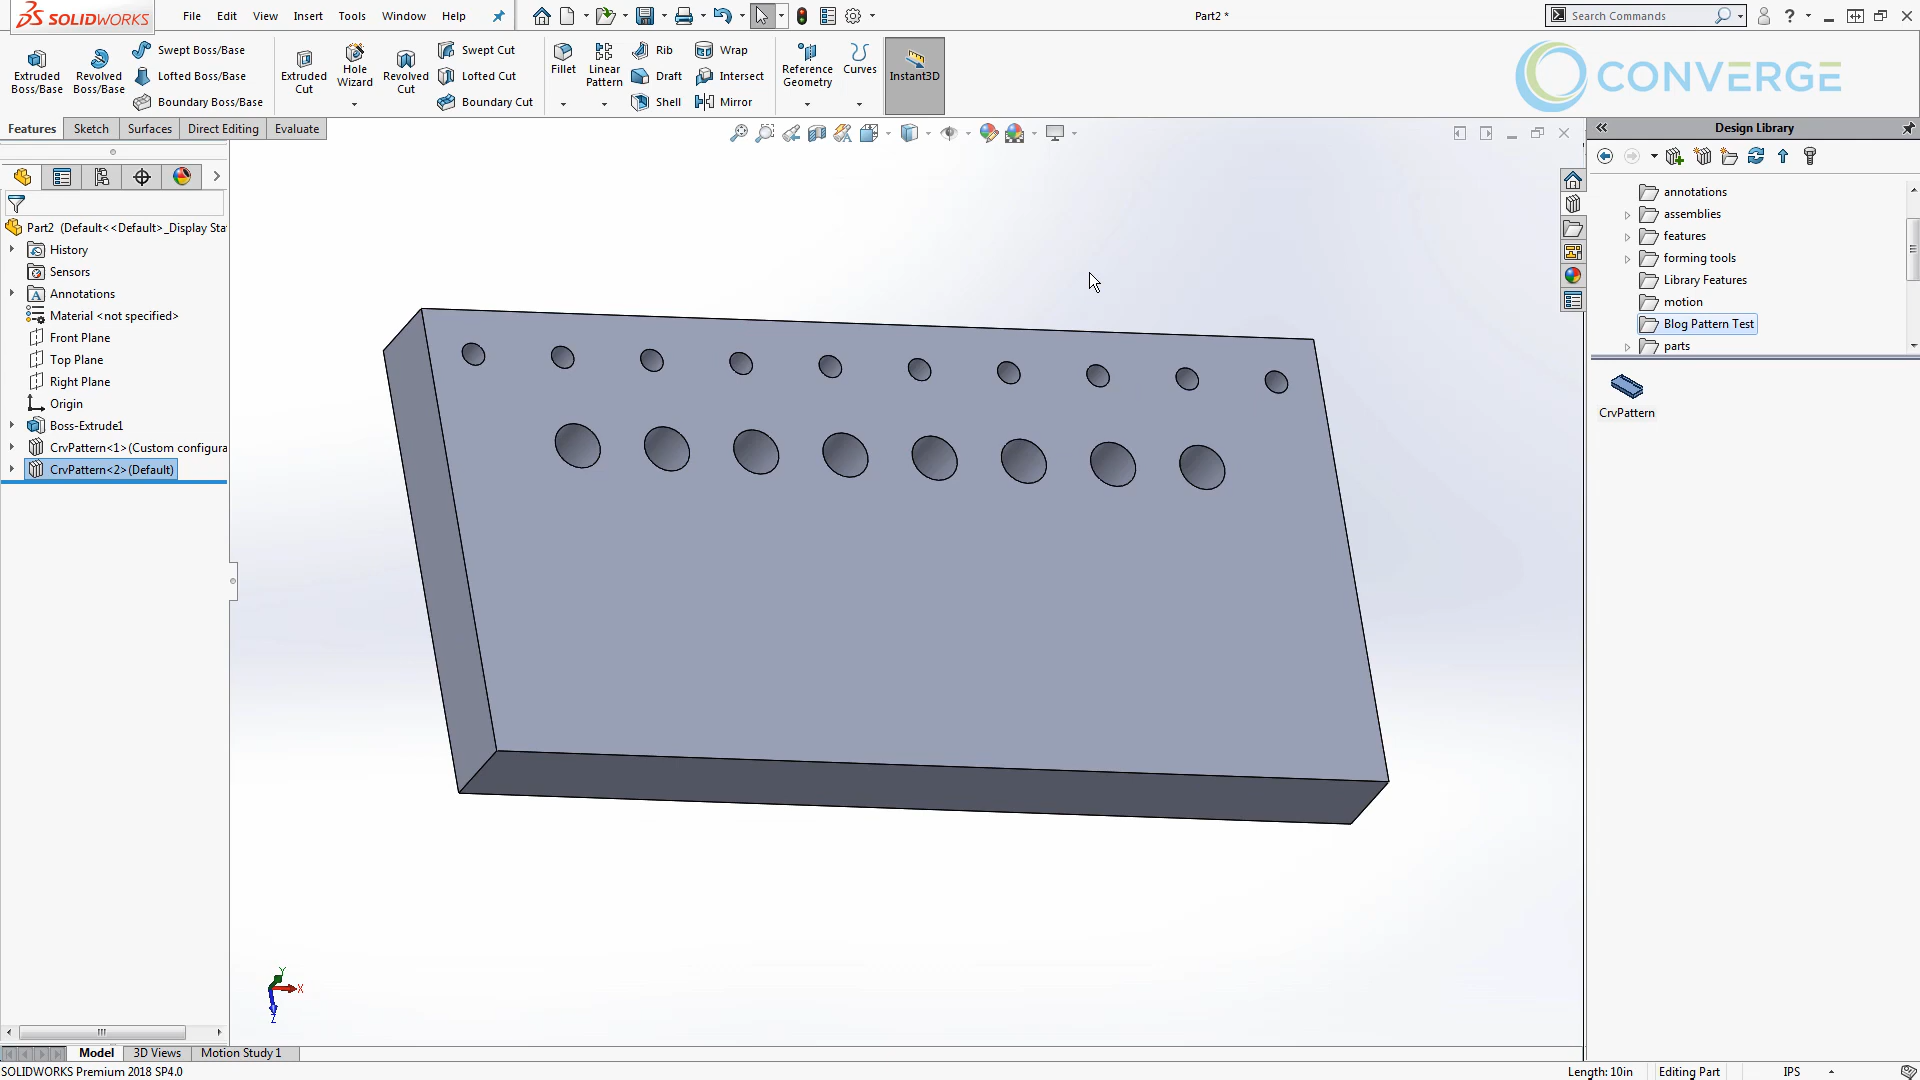 SOLIDWORKS File Edit View Insert Tools Window Help Part2 * Search Commands
Extruded Boss/Base
Revolved Boss/Base
Swept Boss/Base
Lofted Boss/Base
Boundary Boss/Base
Extruded Cut
Hole Wizard
Revolved Cut
Swept Cut
Lofted Cut
Boundary Cut
Fillet
Linear Pattern
Rib
Draft
Shell
Wrap
Intersect
Mirror
Reference Geometry
Curves
Instant3D
CONVERGE
Features Sketch Surfaces Direct Editing Evaluate
Part2 (Default<<Default>_Display Sta
History
Sensors
Annotations
Material <not specified>
Front Plane
Top Plane
Right Plane
Origin
Boss-Extrude1
CrvPattern<1>(Custom configura
CrvPattern<2>(Default)
Design Library
annotations
assemblies
features
forming tools
Library Features
motion
Blog Pattern Test
parts
CrvPattern
Y
X
Z
Model 3D Views Motion Study 1
SOLIDWORKS Premium 2018 SP4.0 Length: 10in Editing Part IPS